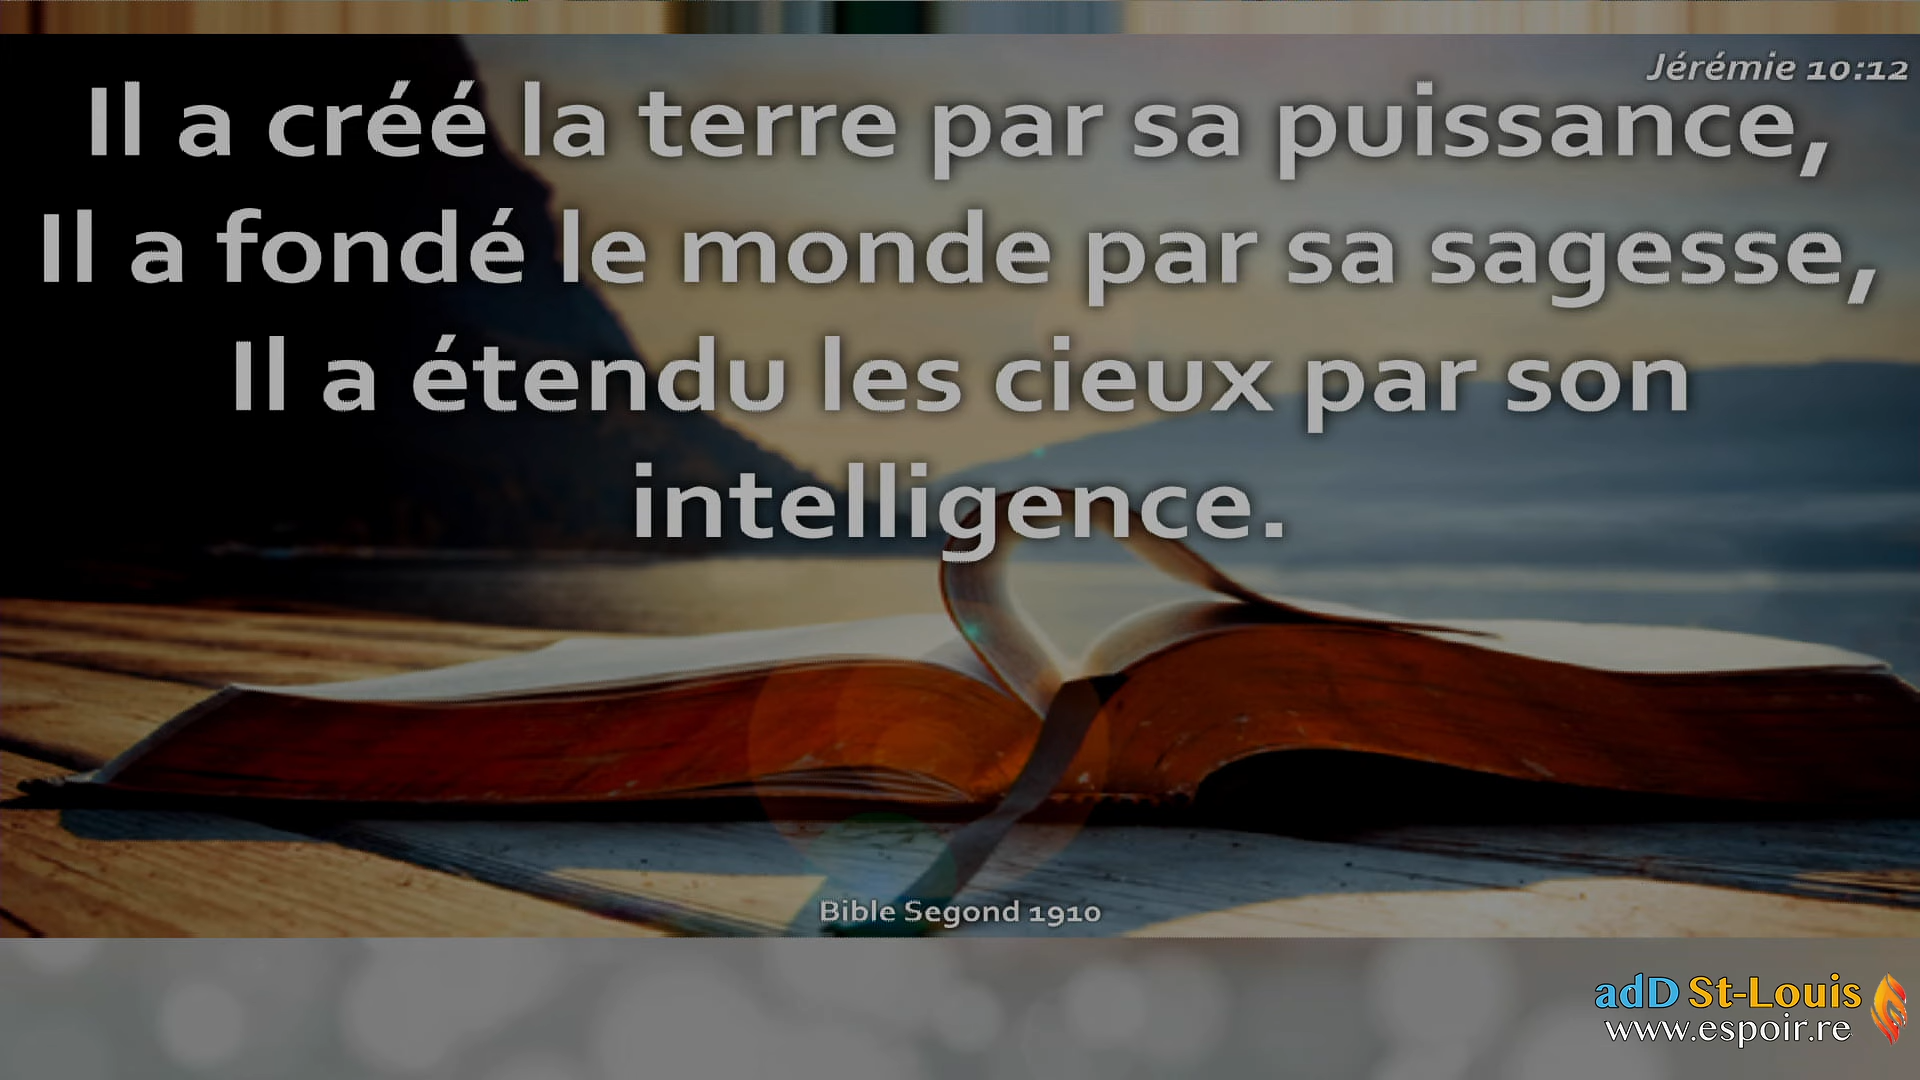 Jérémie 10:12
Il a créé la terre par sa puissance,
Il a fondé le monde par sa sagesse,
Il a étendu les cieux par son
intelligence.
Bible Segond 1910
adD St-Louis
www.espoir.re